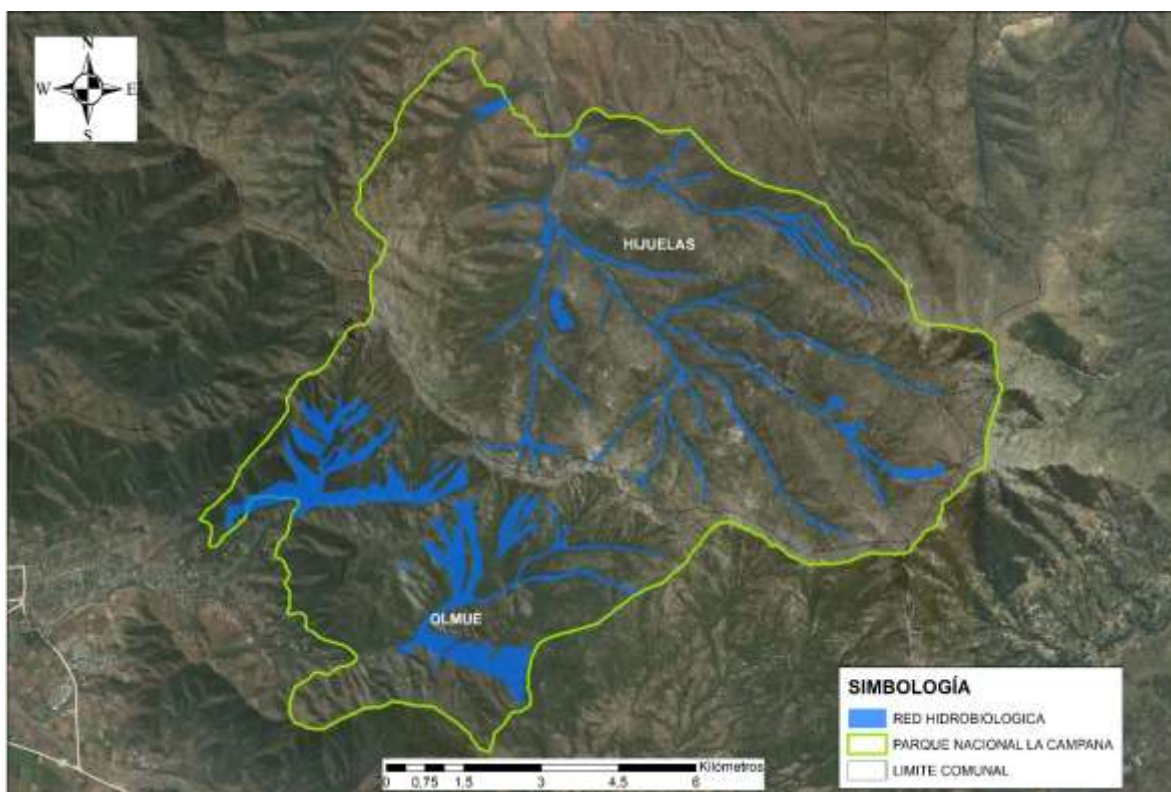 N
W E
S
HIJUELAS
OLMUE
SIMBOLOGÍA
RED HIDROBIOLOGICA
PARQUE NACIONAL LA CAMPANA
LIMITE COMUNAL
Kilómetros
0 0,75 1,5 3 4,5 6